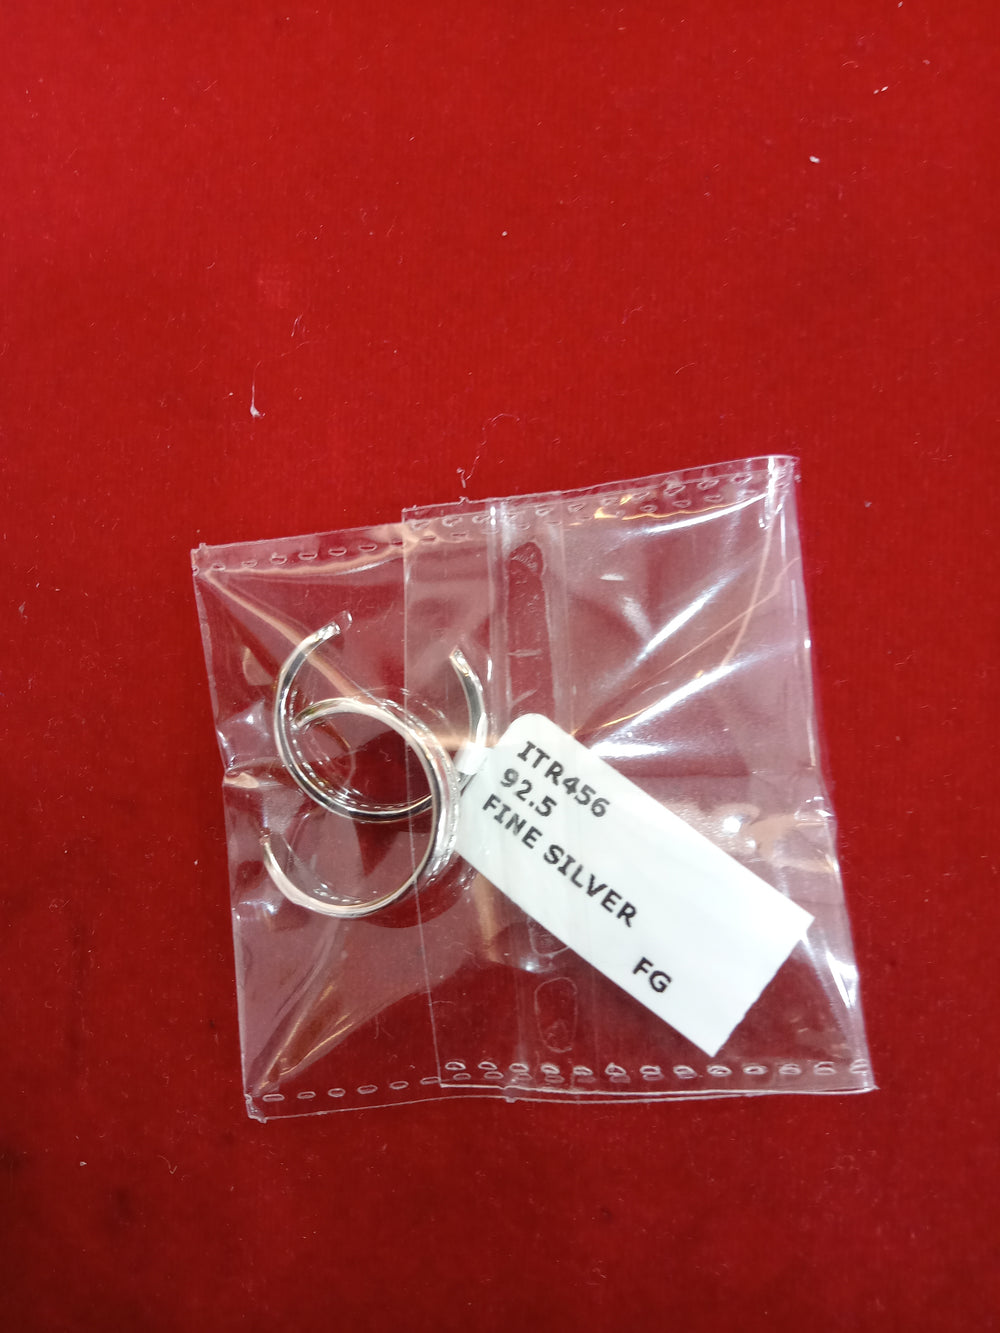 ITR456
92.5
FINE SILVER
FG